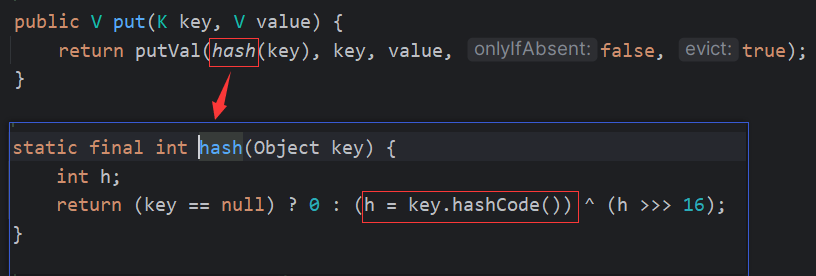 public V put(K key, V value) {
    return putVal(hash(key), key, value, onlyIfAbsent: false, evict: true);
}
static final int hash(Object key) {
    int h;
    return (key == null) ? 0 : (h = key.hashCode()) ^ (h >>> 16);
}